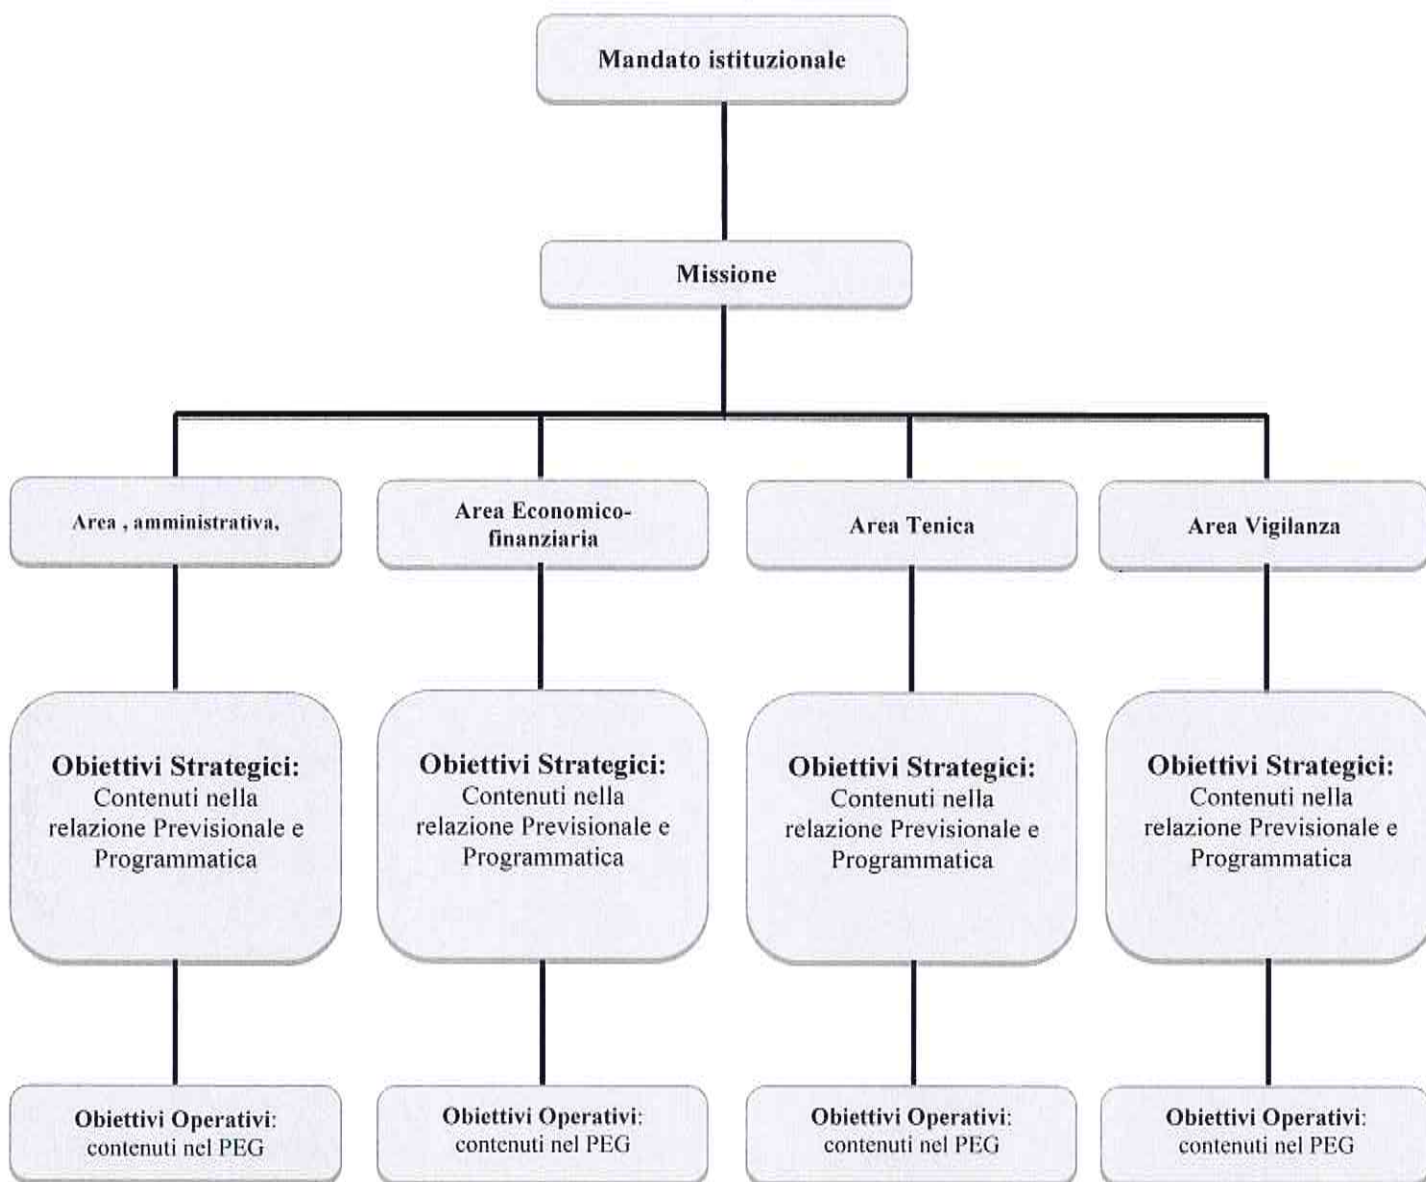 Mandato istituzionale
Missione
Area , amministrativa,
Area Economico-
finanziaria
Area Tenica
Area Vigilanza
Obiettivi Strategici:
Contenuti nella
relazione Previsionale e
Programmatica
Obiettivi Strategici:
Contenuti nella
relazione Previsionale e
Programmatica
Obiettivi Strategici:
Contenuti nella
relazione Previsionale e
Programmatica
Obiettivi Strategici:
Contenuti nella
relazione Previsionale e
Programmatica
Obiettivi Operativi:
contenuti nel PEG
Obiettivi Operativi:
contenuti nel PEG
Obiettivi Operativi:
contenuti nel PEG
Obiettivi Operativi:
contenuti nel PEG